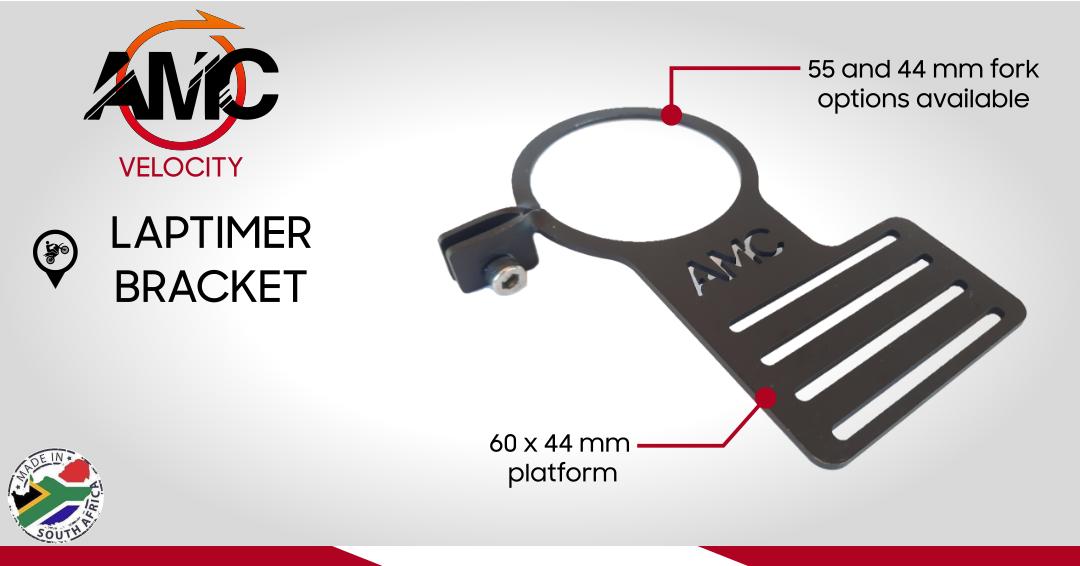 AMC
VELOCITY
LAPTIMER
BRACKET
55 and 44 mm fork
options available
AMC
60 x 44 mm
platform
MADE IN
SOUTH AFRICA